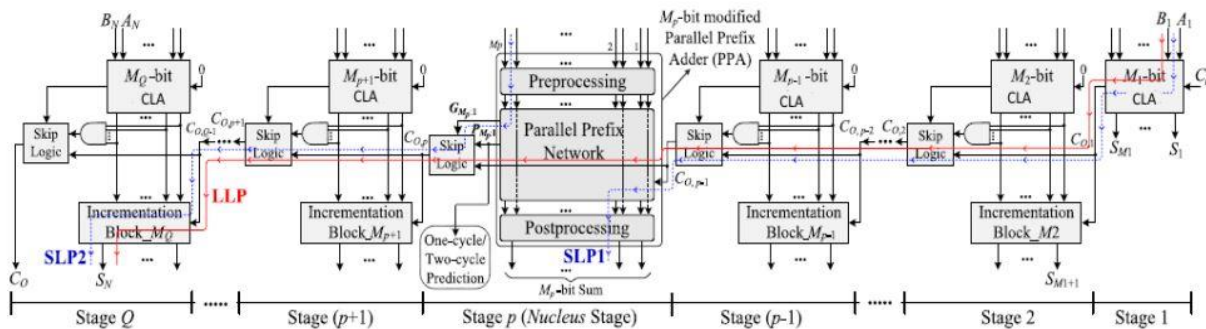 B_N A_N
M_Q-bit CLA
0
Skip Logic
C_O,Q-1
LLP
Incrementation Block_M_Q
SLP2
S_N
C_O
M_p+1-bit CLA
0
Skip Logic
C_O,p+1
Incrementation Block_M_p+1
M_p
2
1
M_p-bit modified Parallel Prefix Adder (PPA)
Preprocessing
G_Mp:1
P_Mp:1
Parallel Prefix Network
C_O,p
Skip Logic
Postprocessing
One-cycle/ Two-cycle Prediction
SLP1
M_p-bit Sum
M_p-1-bit CLA
0
Skip Logic
C_O,p-2
C_O,p-1
Incrementation Block_M_p-1
M_2-bit CLA
0
C_O,2
Skip Logic
Incrementation Block_M2
S_M1+1
B_1 A_1
M_1-bit CLA
C_O,1
S_M1
S_1
Stage Q
Stage (p+1)
Stage p (Nucleus Stage)
Stage (p-1)
Stage 2
Stage 1